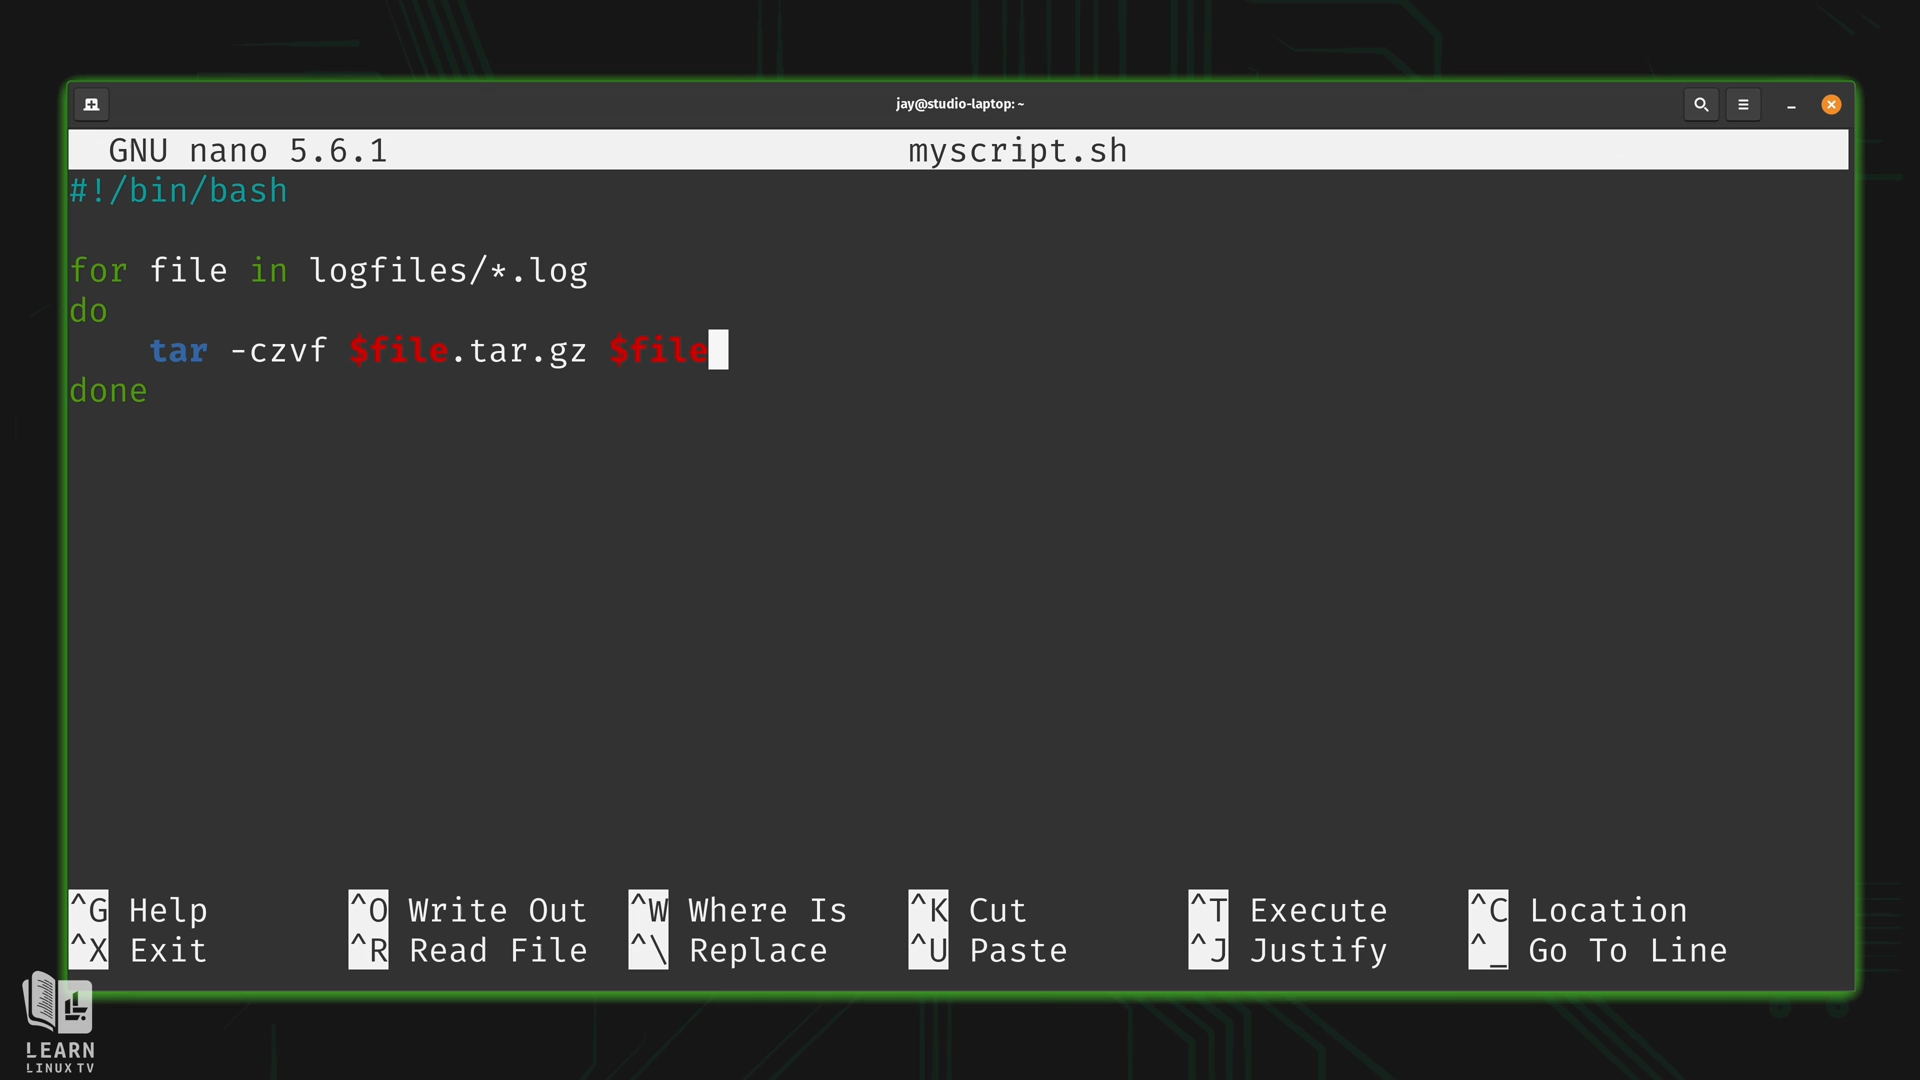 jay@studio-laptop: ~
GNU nano 5.6.1 myscript.sh
#!/bin/bash
for file in logfiles/*.log
do
    tar -czvf $file.tar.gz $file
done
^G Help ^O Write Out ^W Where Is ^K Cut ^T Execute ^C Location
^X Exit ^R Read File ^\ Replace ^U Paste ^J Justify ^_ Go To Line
LEARN
LINUX TV